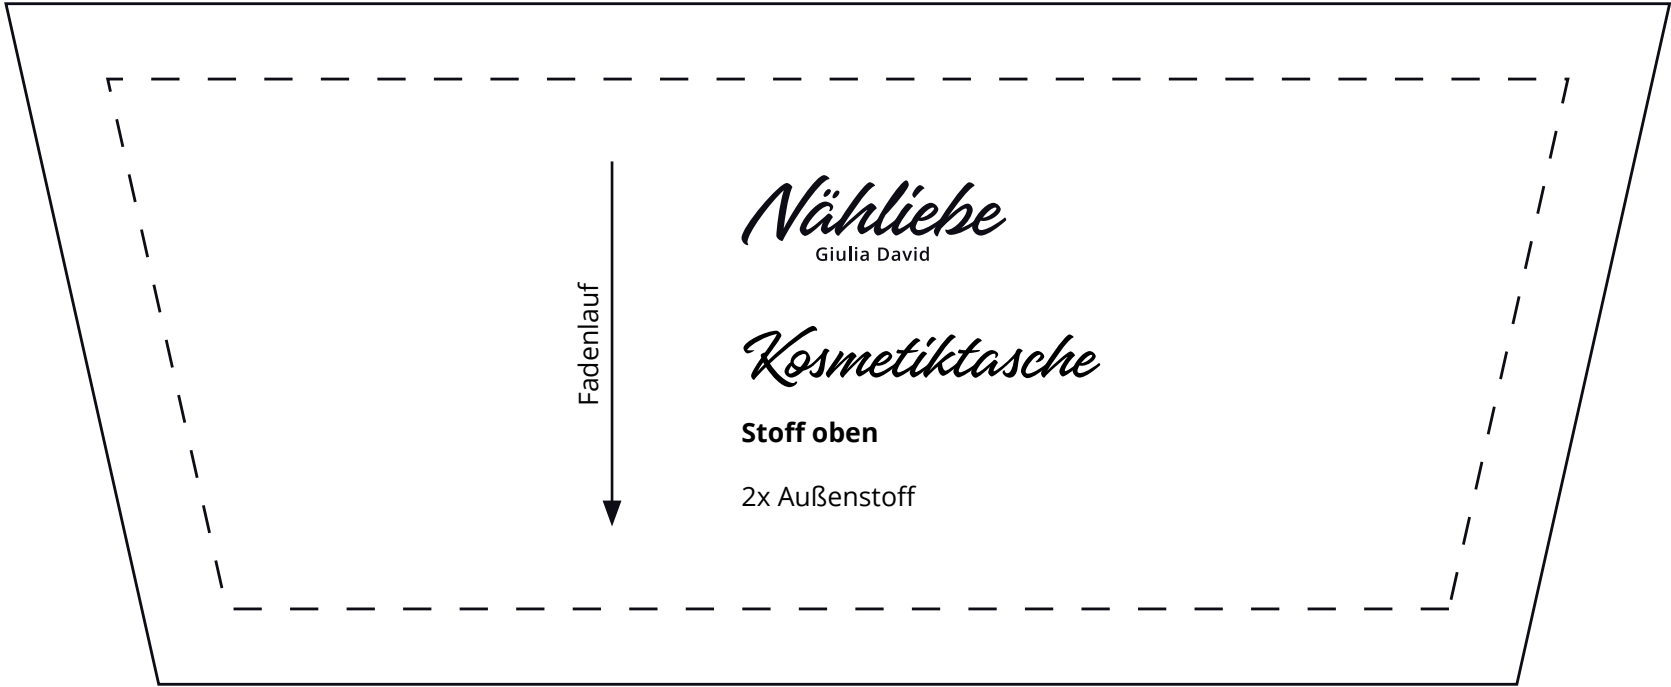 Nähliebe
Giulia David
Fadenlauf
Kosmetiktasche
Stoff oben
2x Außenstoff